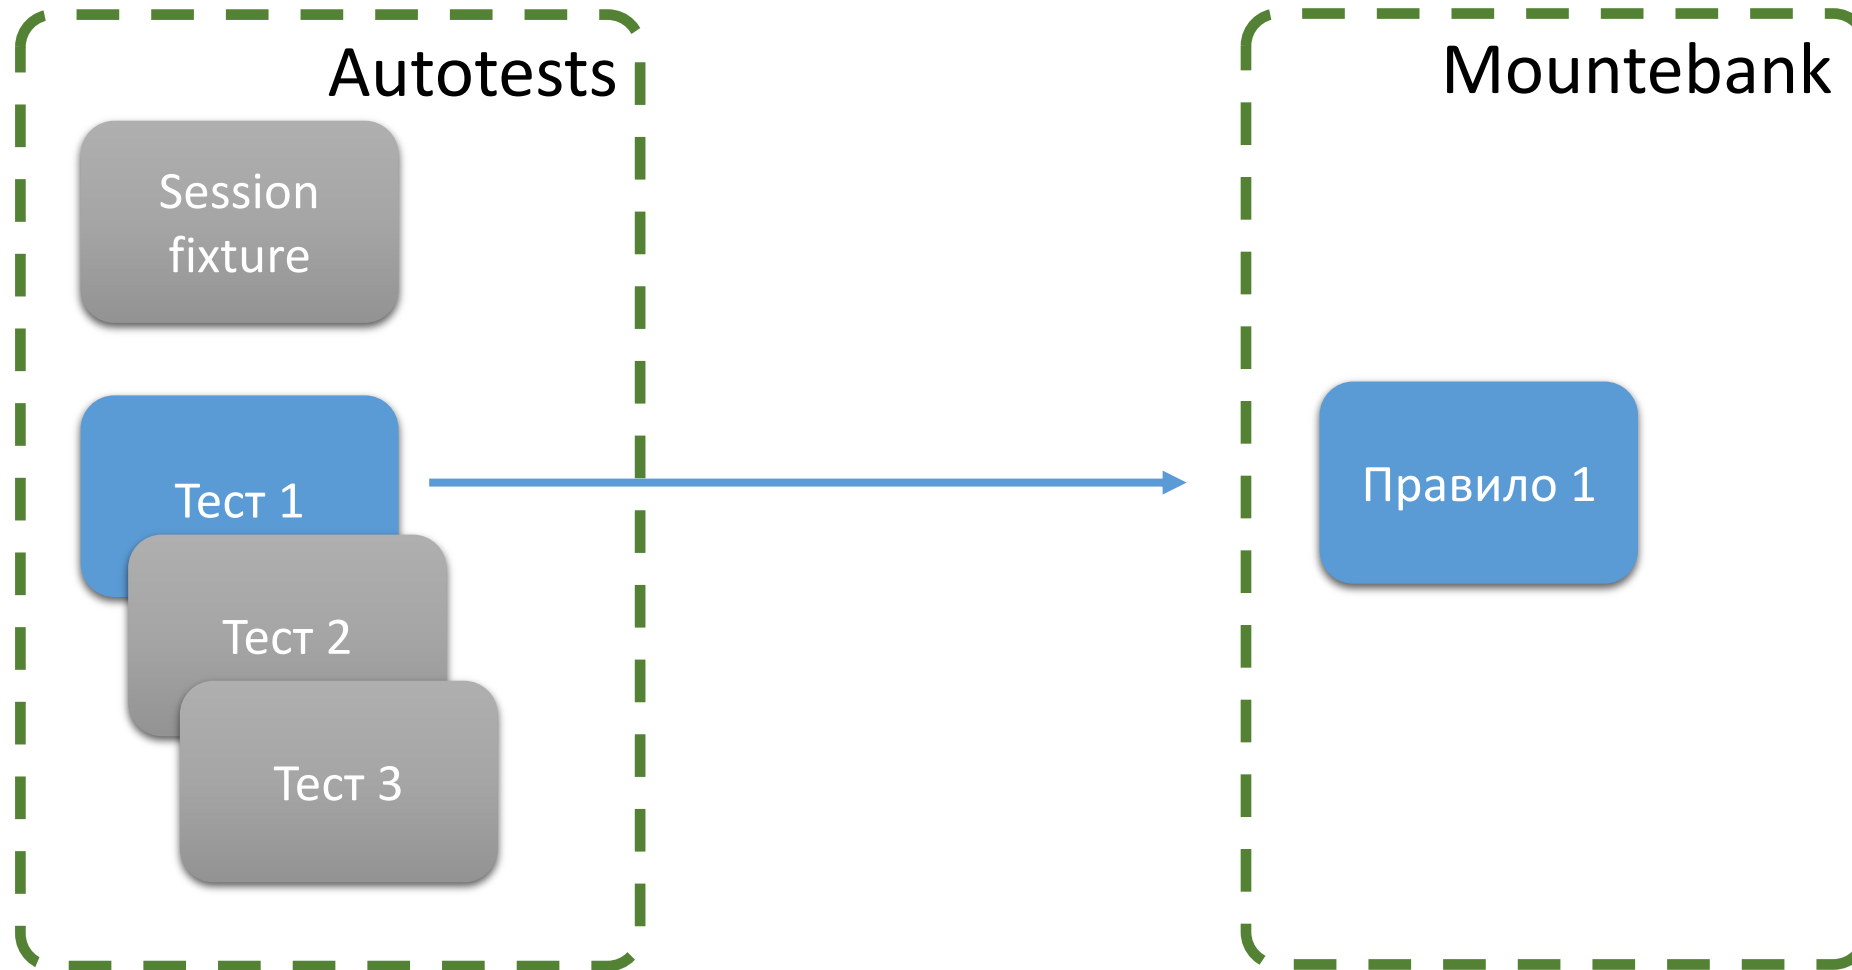 Autotests
Session
fixture
Тест 1
Тест 2
Тест 3
Mountebank
Правило 1